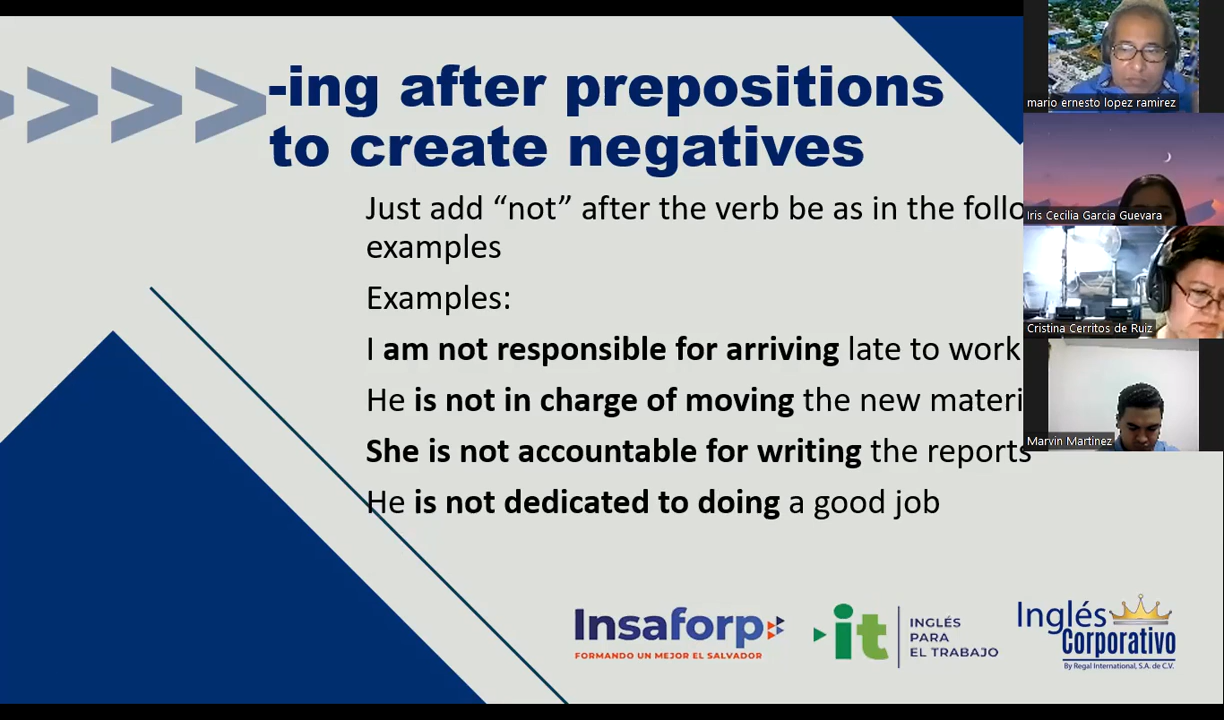 -ing after prepositions
to create negatives
Just add “not” after the verb be as in the
examples
Examples:
I am not responsible for arriving late to work
He is not in charge of moving the new
She is not accountable for writing the reports
He is not dedicated to doing a good job
Insaforp
FORMANDO UN MEJOR EL SALVADOR
it
INGLÉS
PARA
EL TRABAJO
Inglés
Corporativo
By Regal International, S.A. de C.V.
mario ernesto lopez ramirez
Iris Cecilia Garcia Guevara
Cristina Cerritos de Ruiz
Marvin Martinez